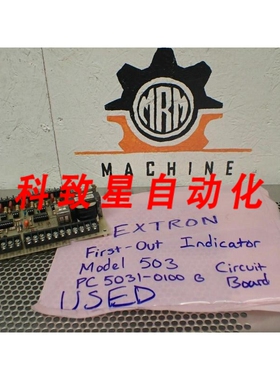 MRM
MACHINE
科致星自动化
EXTRON
First-Out Indicator
Model 503 Circuit
PC 5031-0100 G Board
USED